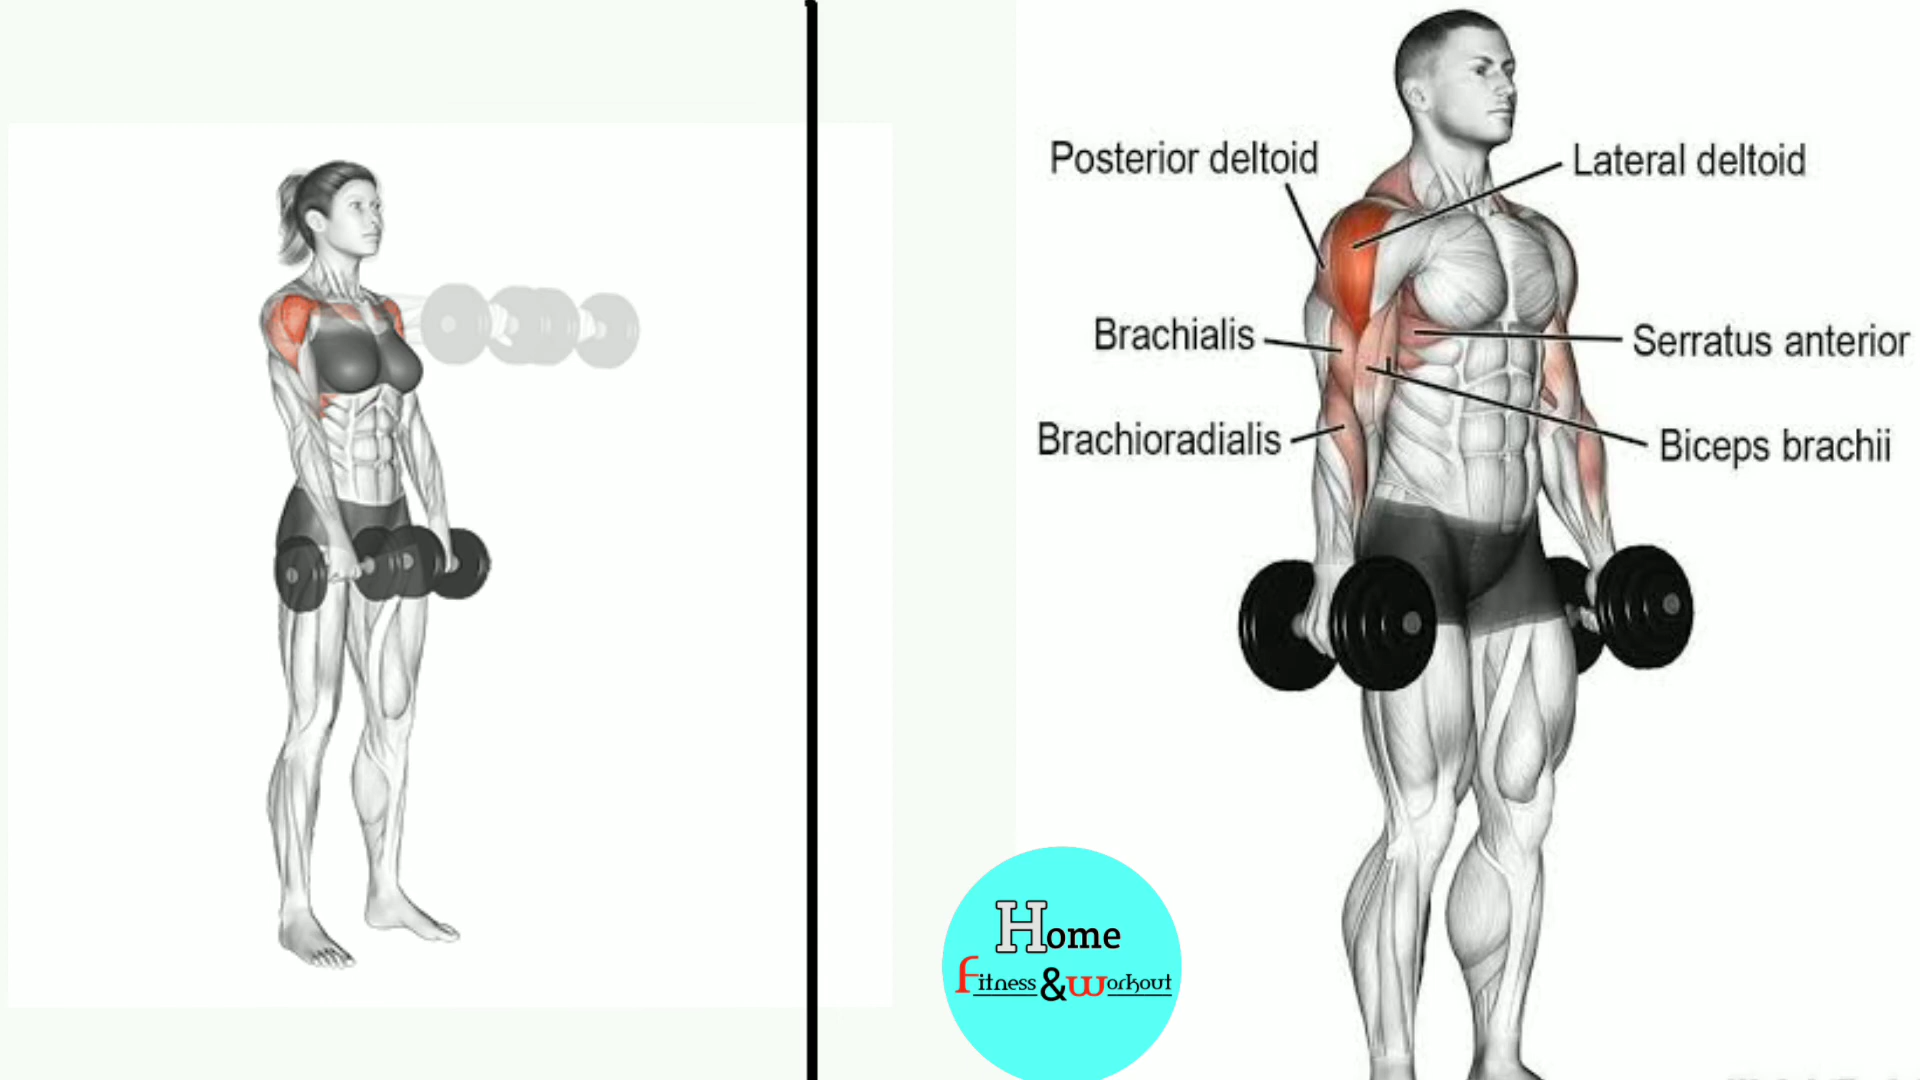 Posterior deltoid
Lateral deltoid
Brachialis
Serratus anterior
Brachioradialis
Biceps brachii
Home
Fitness & Workout